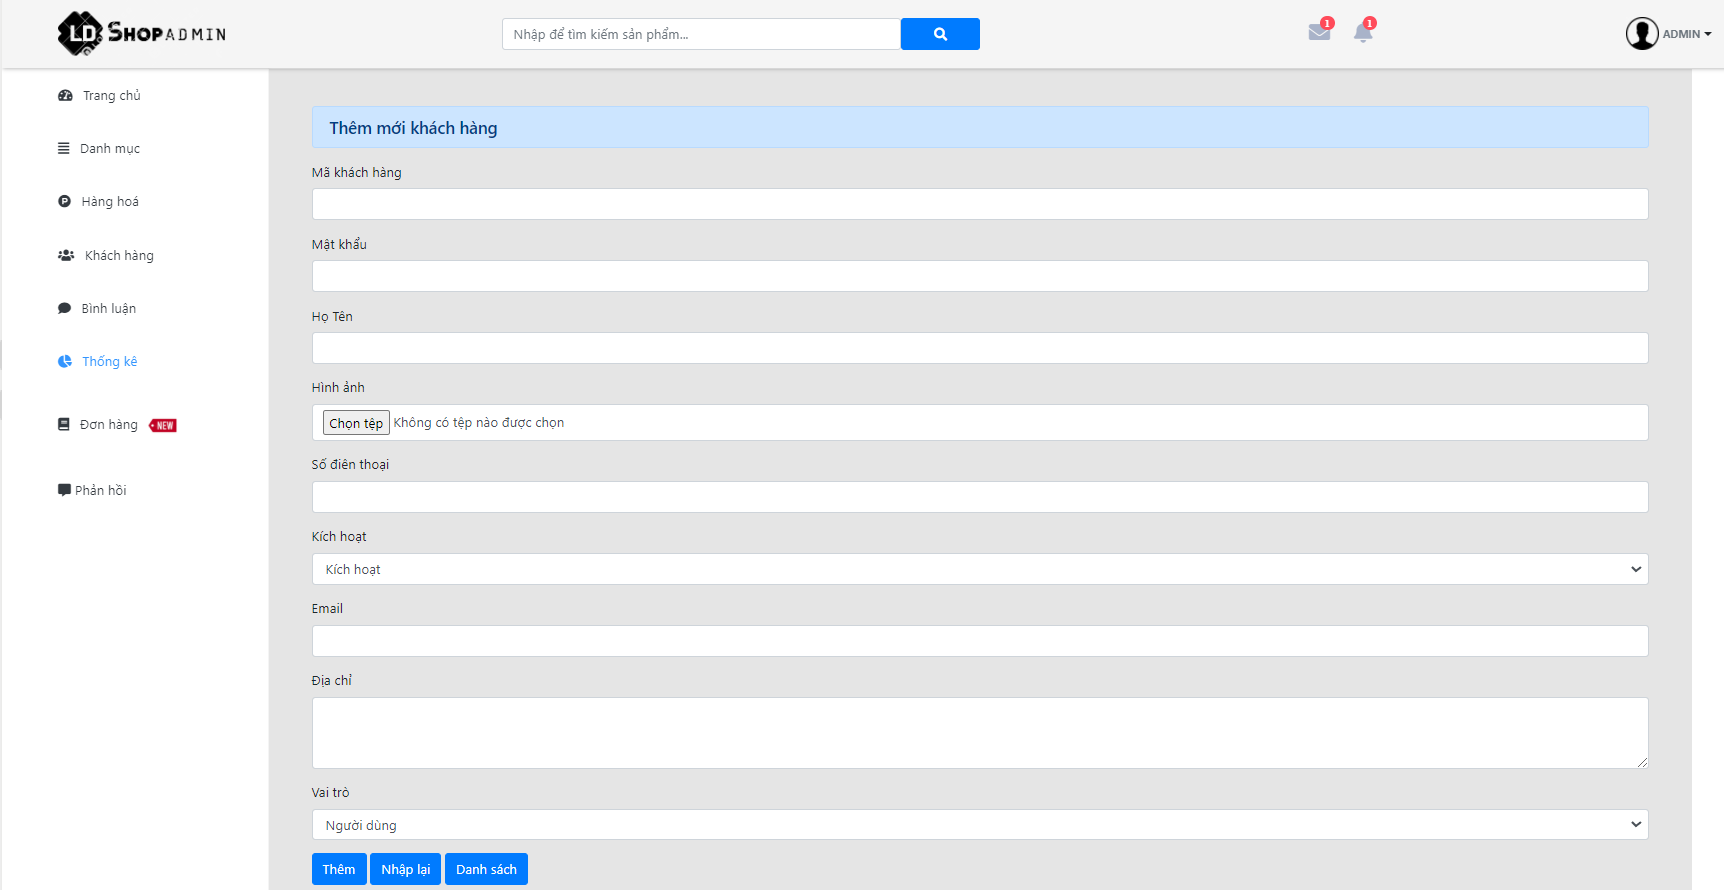 LD SHOP ADMIN
Nhập để tìm kiếm sản phẩm...
1
1
ADMIN
Trang chủ
Danh mục
Hàng hoá
Khách hàng
Bình luận
Thống kê
Đơn hàng NEW
Phản hồi
Thêm mới khách hàng
Mã khách hàng
Mật khẩu
Họ Tên
Hình ảnh
Chọn tệp Không có tệp nào được chọn
Số điên thoại
Kích hoạt
Kích hoạt
Email
Địa chỉ
Vai trò
Người dùng
Thêm Nhập lại Danh sách